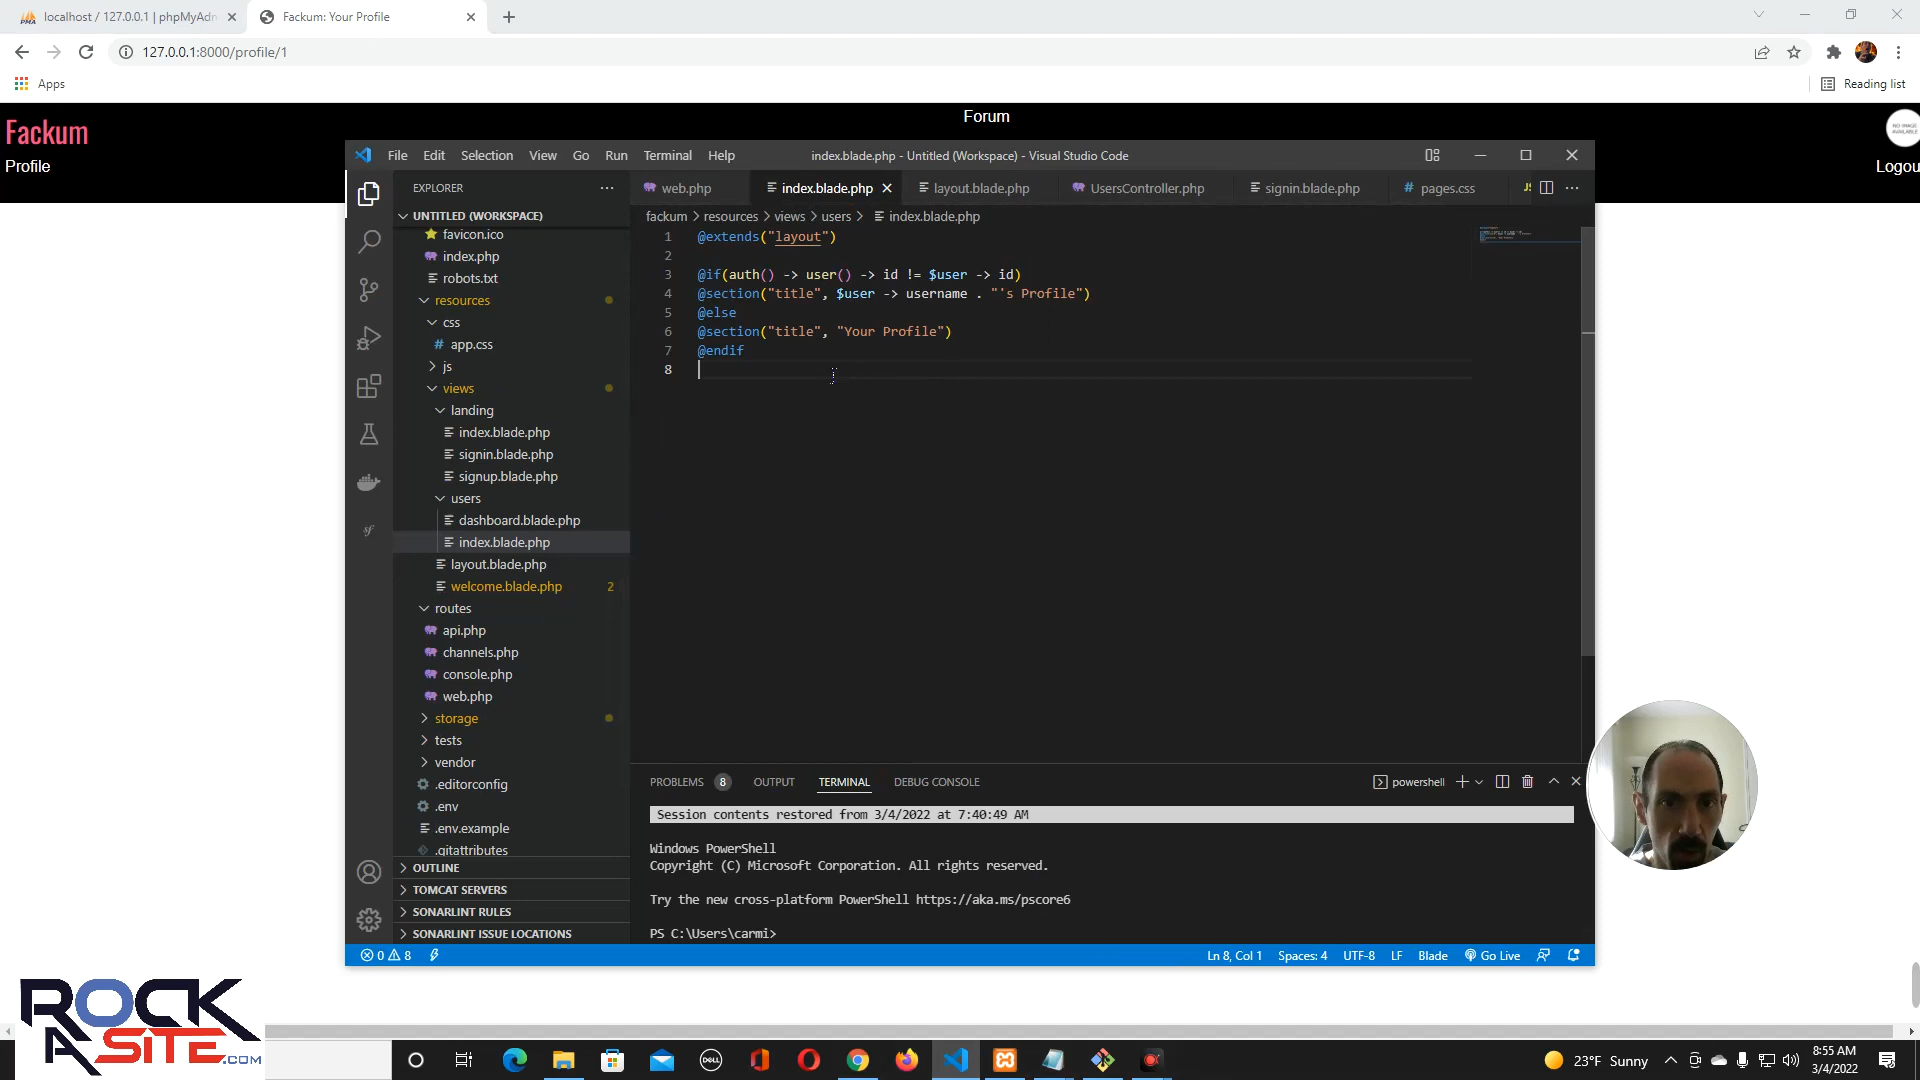 localhost / 127.0.0.1 | phpMyAdm
Fackum: Your Profile
127.0.0.1:8000/profile/1
Apps
Reading list
Forum
Fackum
Profile
NO IMAGE
AVAILABLE
Logou
File Edit Selection View Go Run Terminal Help
index.blade.php - Untitled (Workspace) - Visual Studio Code
EXPLORER
web.php
index.blade.php
layout.blade.php
UsersController.php
signin.blade.php
# pages.css
JS
UNTITLED (WORKSPACE)
fackum > resources > views > users > index.blade.php
favicon.ico
index.php
robots.txt
resources
css
# app.css
js
views
landing
index.blade.php
signin.blade.php
signup.blade.php
users
dashboard.blade.php
index.blade.php
layout.blade.php
welcome.blade.php 2
routes
api.php
channels.php
console.php
web.php
storage
tests
vendor
.editorconfig
.env
.env.example
.gitattributes
OUTLINE
TOMCAT SERVERS
SONARLINT RULES
SONARLINT ISSUE LOCATIONS
1 @extends("layout")
2
3 @if(auth() -> user() -> id != $user -> id)
4 @section("title", $user -> username . "'s Profile")
5 @else
6 @section("title", "Your Profile")
7 @endif
8
PROBLEMS 8 OUTPUT TERMINAL DEBUG CONSOLE
powershell
Session contents restored from 3/4/2022 at 7:40:49 AM
Windows PowerShell
Copyright (C) Microsoft Corporation. All rights reserved.
Try the new cross-platform PowerShell https://aka.ms/pscore6
PS C:\Users\carmi>
0 8
Ln 8, Col 1 Spaces: 4 UTF-8 LF Blade Go Live
ROCK
A SITE.COM
DELL
23°F Sunny
8:55 AM
3/4/2022